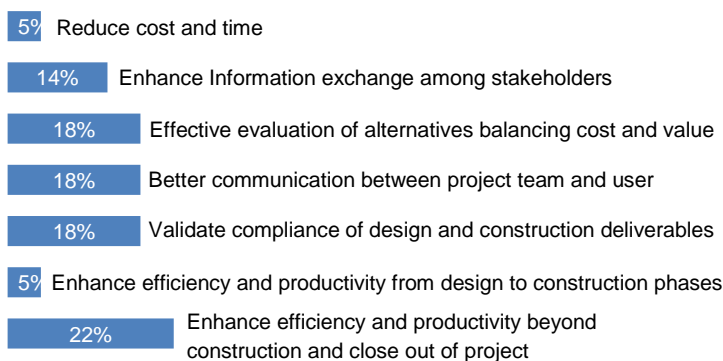 5% Reduce cost and time
14% Enhance Information exchange among stakeholders
18% Effective evaluation of alternatives balancing cost and value
18% Better communication between project team and user
18% Validate compliance of design and construction deliverables
5% Enhance efficiency and productivity from design to construction phases
22% Enhance efficiency and productivity beyond
construction and close out of project